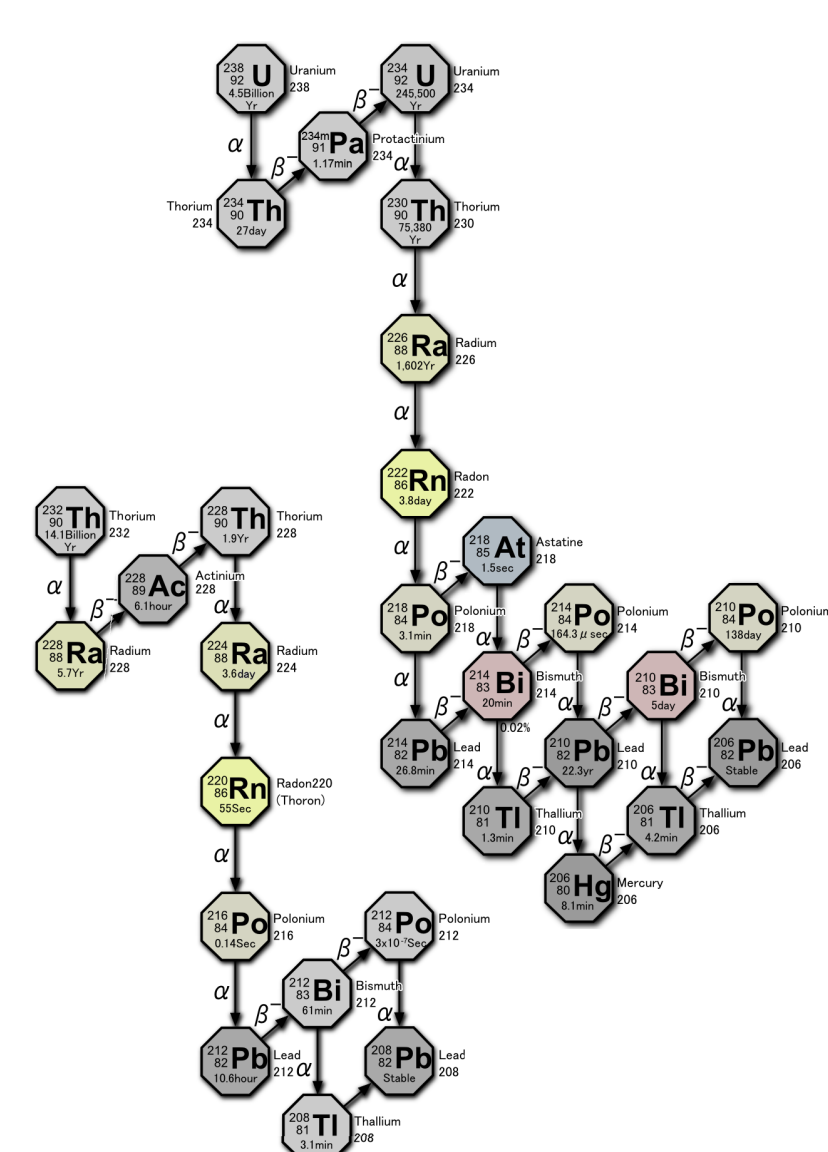 238
92 U
4.5Billion
Yr
Uranium
238
234
92 U
245,500
Yr
Uranium
234
α
β⁻
234m
91 Pa
1.17min
Protactinium
234
β⁻
α
Thorium
234
234
90 Th
27day
230
90 Th
75,380
Yr
Thorium
230
α
226
88 Ra
1,602Yr
Radium
226
α
222
86 Rn
3.8day
Radon
222
α
β⁻
218
85 At
1.5sec
Astatine
218
218
84 Po
3.1min
Polonium
218
α
β⁻
214
84 Po
164.3 μ sec
Polonium
214
β⁻
210
84 Po
138day
Polonium
210
α
β⁻
214
83 Bi
20min
Bismuth
214
0.02%
α
β⁻
210
83 Bi
5day
Bismuth
210
α
214
82 Pb
26.8min
Lead
214
α
β⁻
210
82 Pb
22.3yr
Lead
210
α
β⁻
206
82 Pb
Stable
Lead
206
210
81 Tl
1.3min
Thallium
210
α
β⁻
206
81 Tl
4.2min
Thallium
206
206
80 Hg
8.1min
Mercury
206
232
90 Th
14.1Billion
Yr
Thorium
232
β⁻
228
90 Th
1.9Yr
Thorium
228
α
β⁻
228
89 Ac
6.1hour
Actinium
228
α
228
88 Ra
5.7Yr
Radium
228
224
88 Ra
3.6day
Radium
224
α
220
86 Rn
55Sec
Radon220
(Thoron)
α
216
84 Po
0.14Sec
Polonium
216
β⁻
212
84 Po
3x10⁻⁷Sec
Polonium
212
α
β⁻
212
83 Bi
61min
Bismuth
212
α
212
82 Pb
10.6hour
Lead
212
α
208
82 Pb
Stable
Lead
208
208
81 Tl
3.1min
Thallium
208